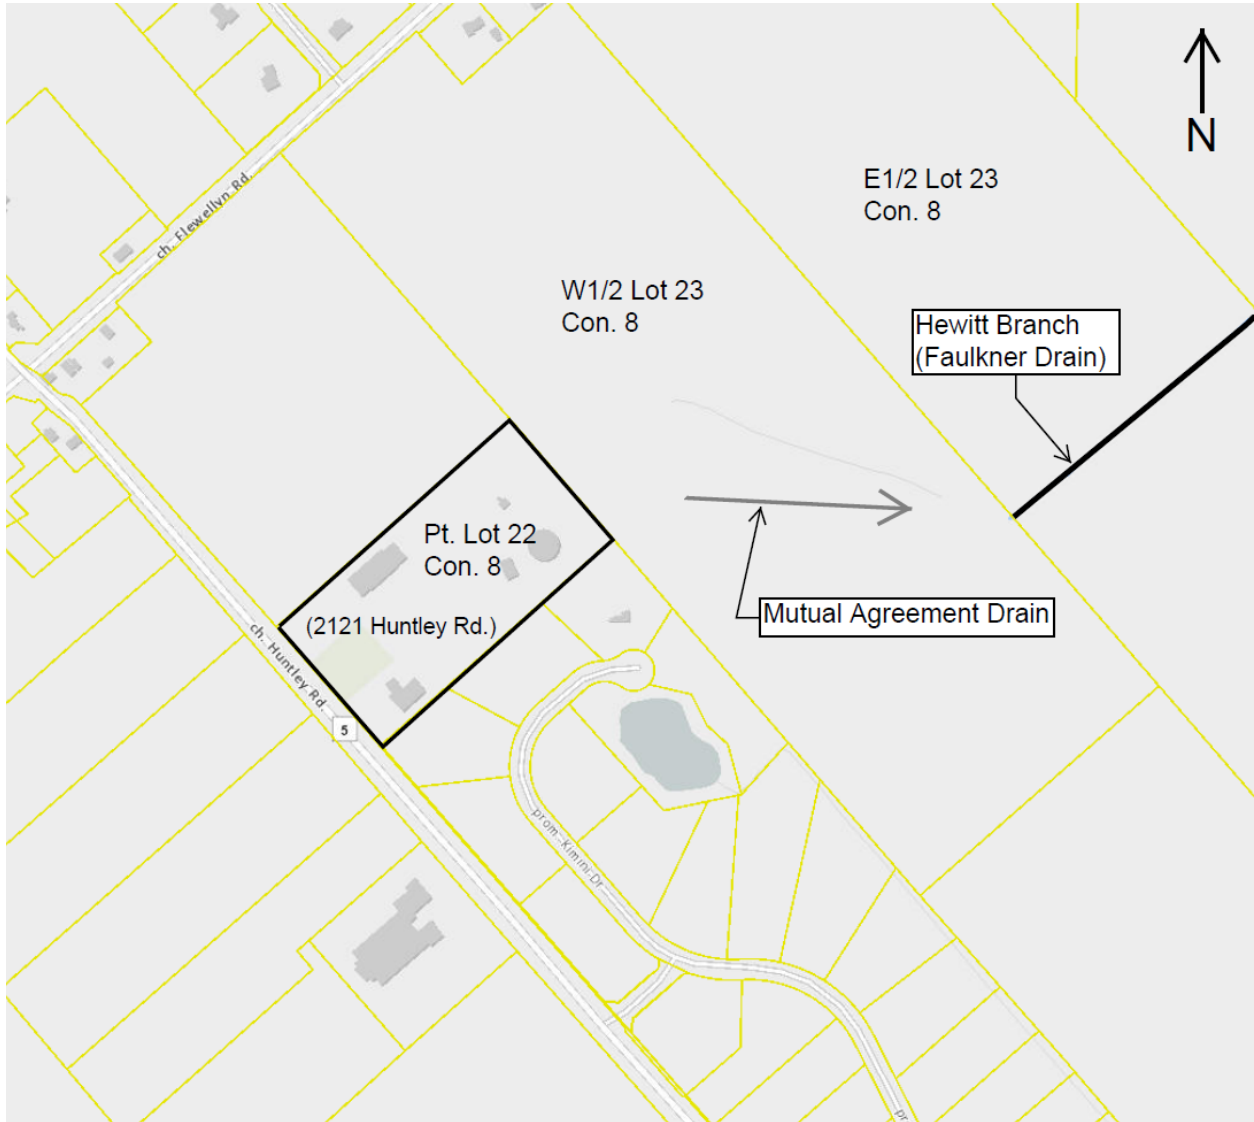 N
E1/2 Lot 23
Con. 8
ch. Flewellyn Rd.
W1/2 Lot 23
Con. 8
Hewitt Branch
(Faulkner Drain)
Pt. Lot 22
Con. 8
(2121 Huntley Rd.)
Mutual Agreement Drain
ch. Huntley Rd.
5
prom. Kimini Dr
pr